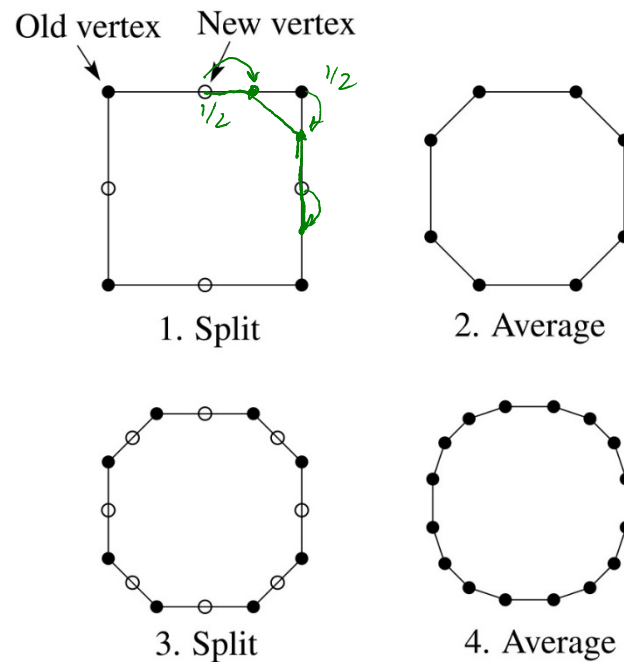 Old vertex
New vertex
1/2
1/2
1. Split
2. Average
3. Split
4. Average